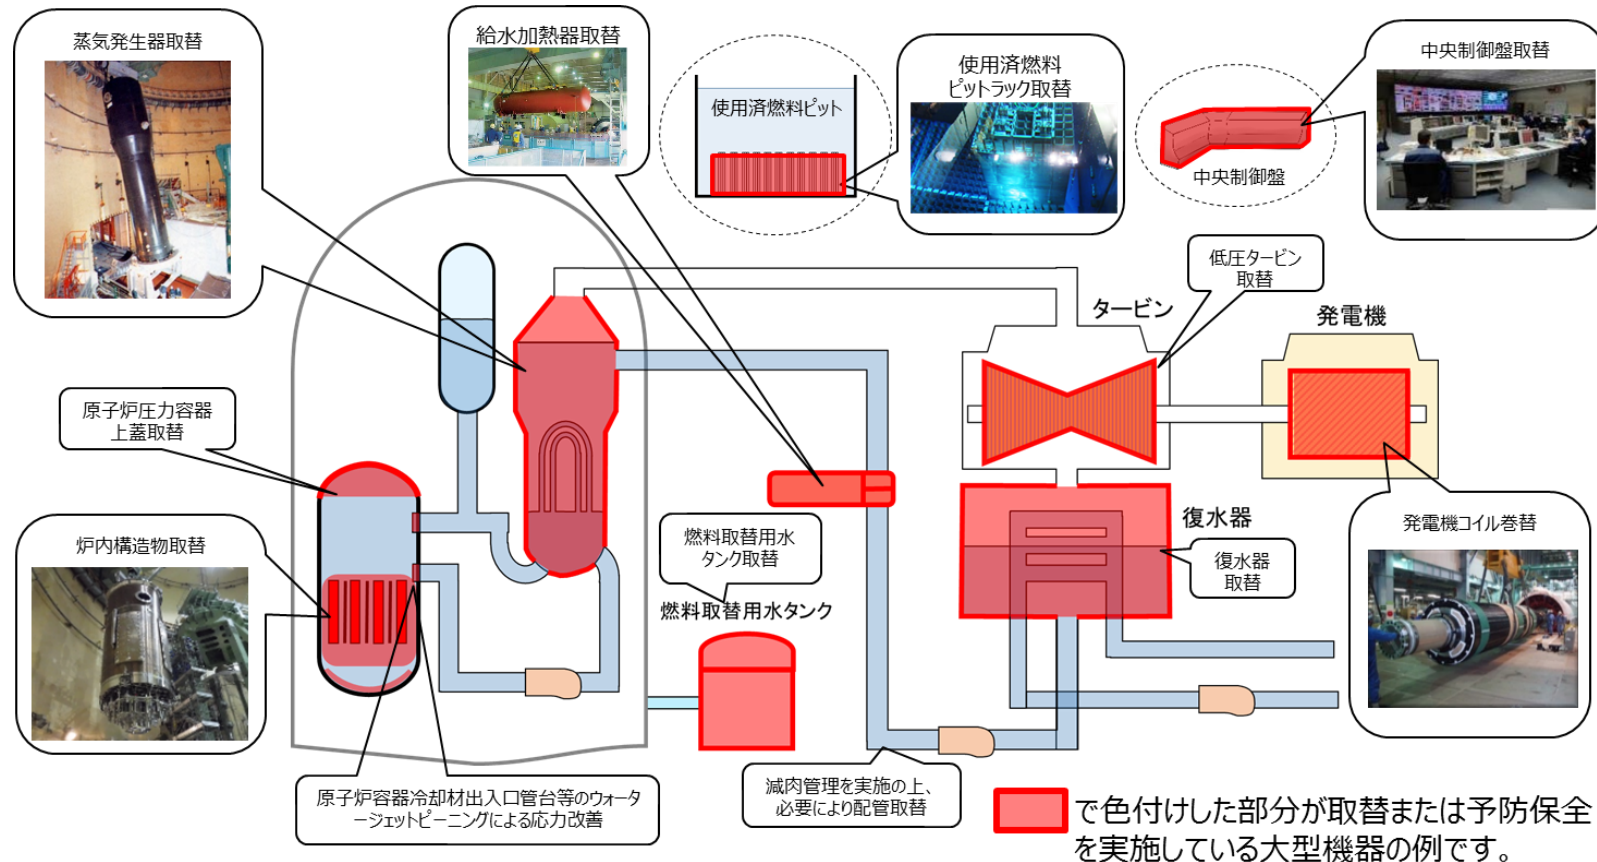 蒸気発生器取替
給水加熱器取替
使用済燃料ピット
使用済燃料
ピットラック取替
中央制御盤
中央制御盤取替
低圧タービン
取替
タービン
発電機
原子炉圧力容器
上蓋取替
炉内構造物取替
燃料取替用水
タンク取替
燃料取替用水タンク
復水器
復水器
取替
発電機コイル巻替
原子炉容器冷却材出入口管台等のウォータ
ージェットピーニングによる応力改善
減肉管理を実施の上、
必要により配管取替
で色付けした部分が取替または予防保全
を実施している大型機器の例です。